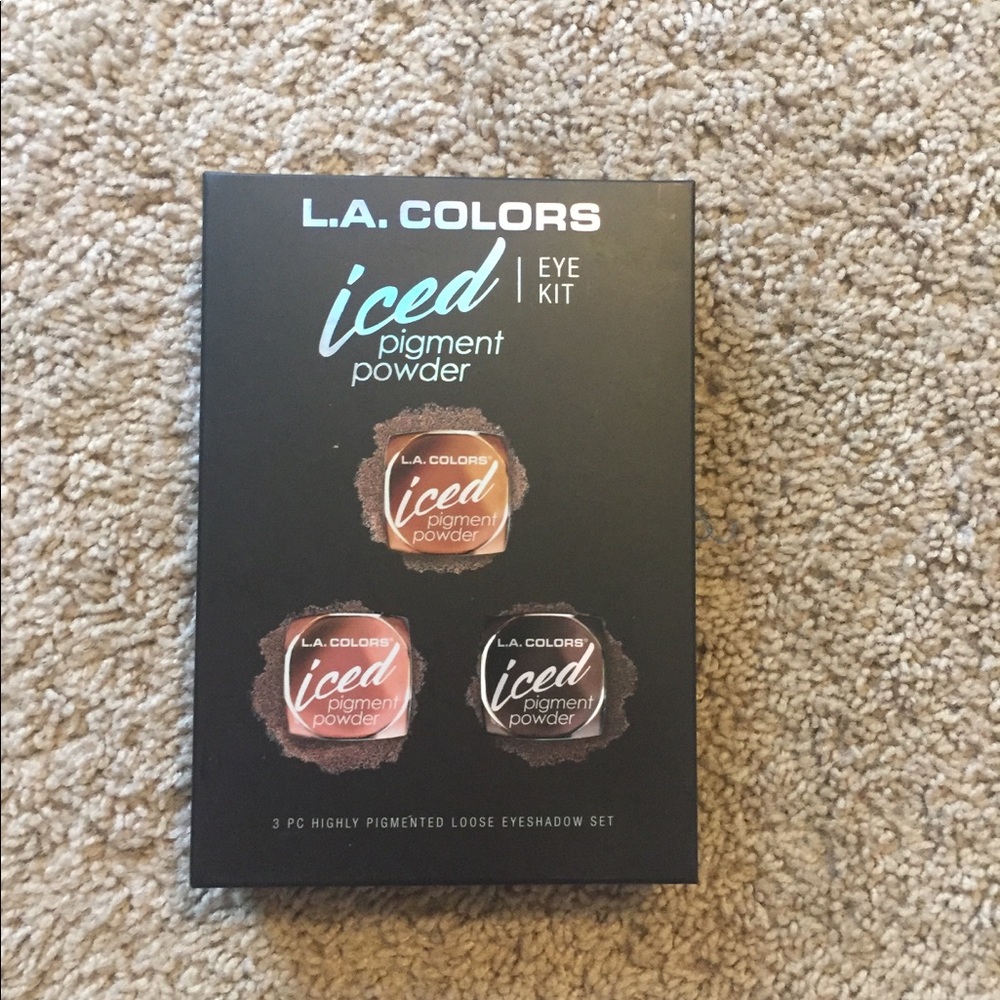 L.A. COLORS
iced | EYE
KIT
pigment
powder
L.A. COLORS
iced
pigment
powder
L.A. COLORS®
iced
pigment
powder
L.A. COLORS®
iced
pigment
powder
3 PC HIGHLY PIGMENTED LOOSE EYESHADOW SET